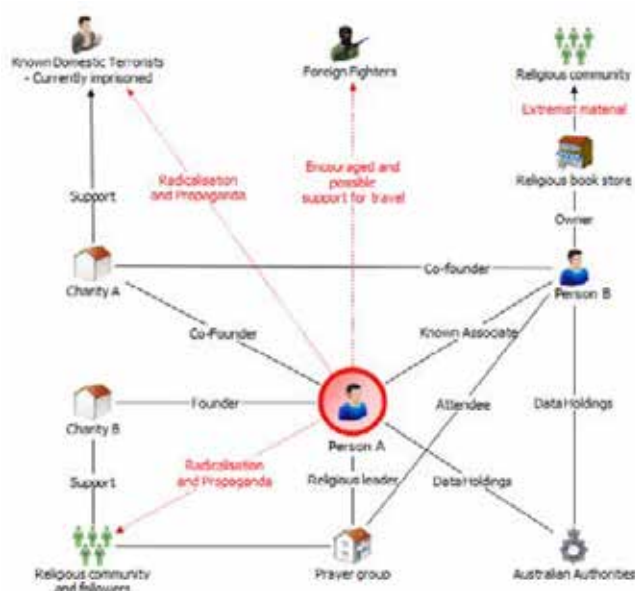 Known Domestic Terrorists
- Currently imprisoned
Foreign Fighters
Religious community
Extremist material
Radicalisation
and Propaganda
Encouraged and
possible
support for travel
Religious book store
Support
Owner
Charity A
Co-founder
Person B
Co-Founder
Known Associate
Charity B
Founder
Attendee
Data Holdings
Person A
Radicalisation
and Propaganda
Support
Religious leader
Data Holdings
Religious community
and followers
Prayer group
Australian Authorities